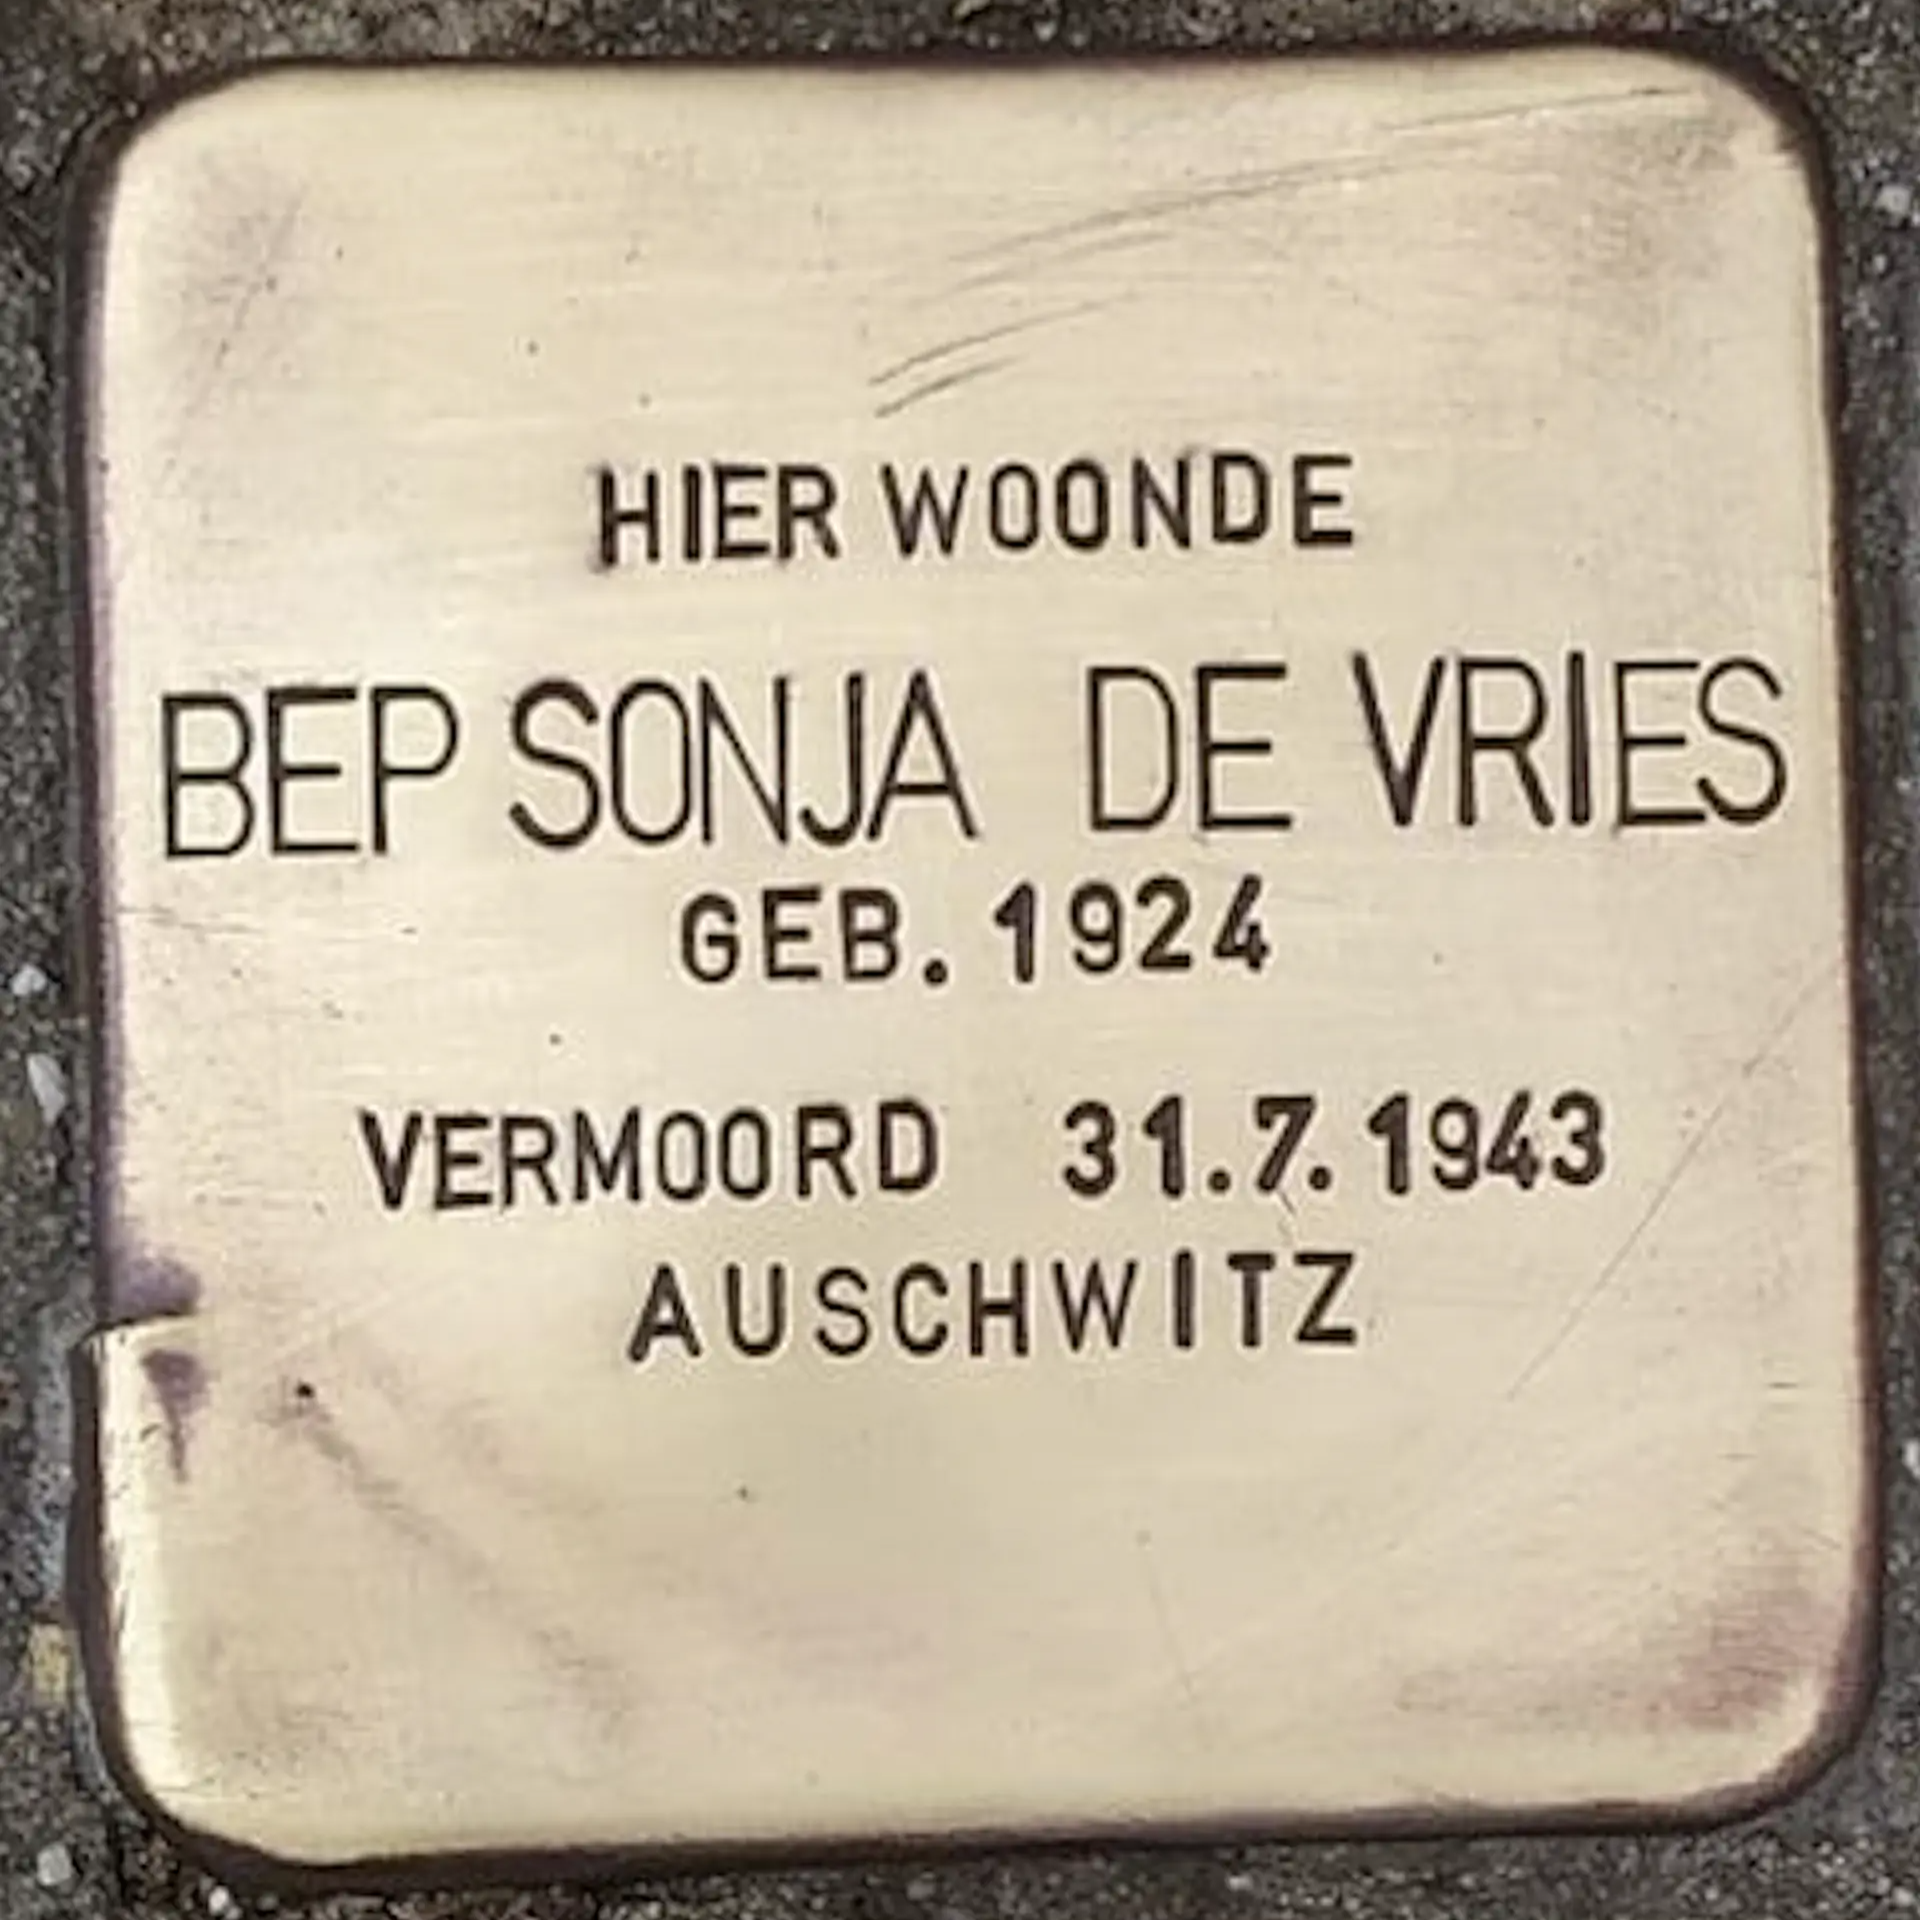 HIER WOONDE
BEP SONJA DE VRIES
GEB. 1924
VERMOORD 31.7.1943
AUSCHWITZ